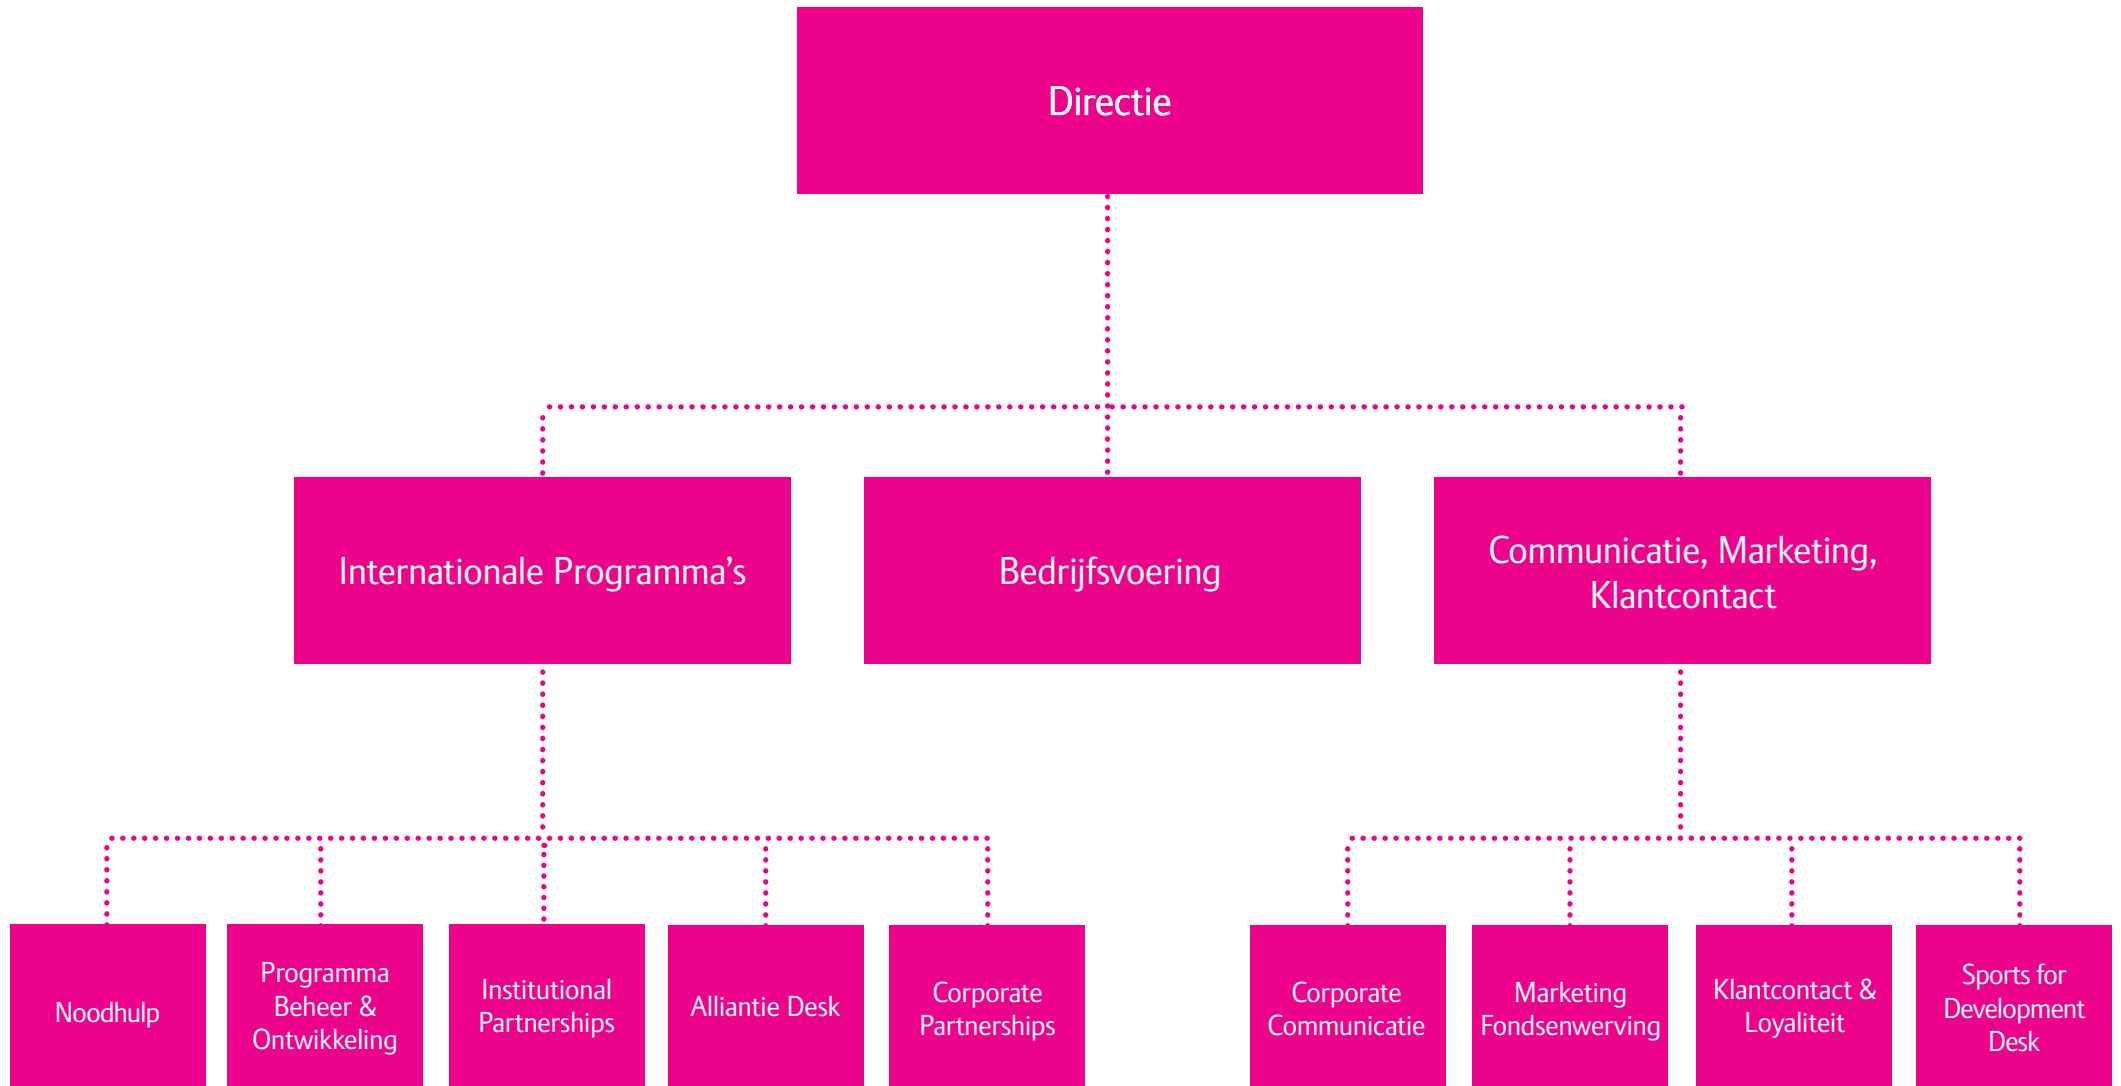 Directie
Internationale Programma’s
Bedrijfsvoering
Communicatie, Marketing,
Klantcontact
Noodhulp
Programma
Beheer &
Ontwikkeling
Institutional
Partnerships
Alliantie Desk
Corporate
Partnerships
Corporate
Communicatie
Marketing
Fondsenwerving
Klantcontact &
Loyaliteit
Sports for
Development
Desk